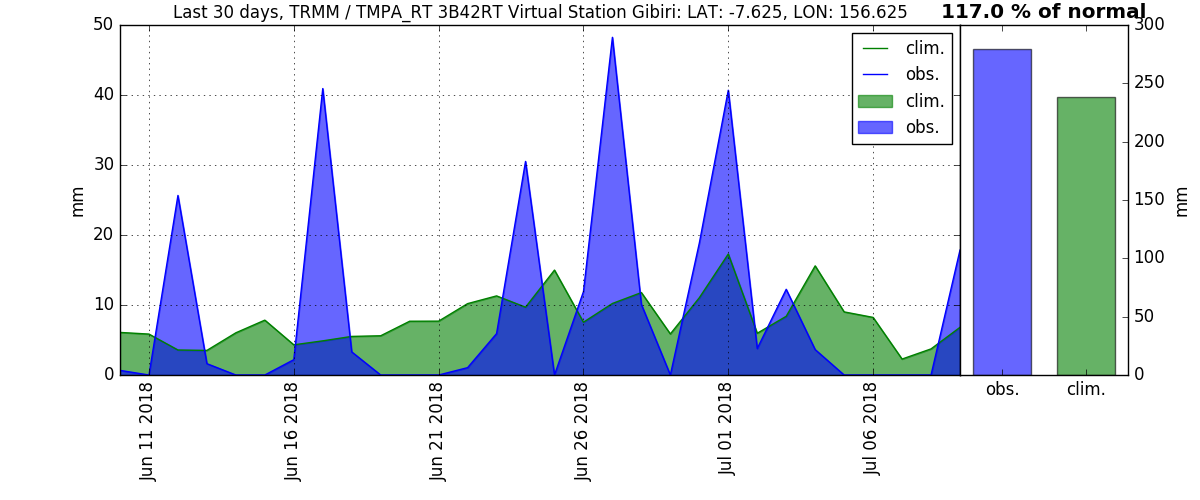 Last 30 days, TRMM / TMPA_RT 3B42RT Virtual Station Gibiri: LAT: -7.625, LON: 156.625
117.0 % of normal
50
40
30
20
10
0
mm
clim.
obs.
clim.
obs.
300
250
200
150
100
50
0
mm
Jun 11 2018
Jun 16 2018
Jun 21 2018
Jun 26 2018
Jul 01 2018
Jul 06 2018
obs.
clim.